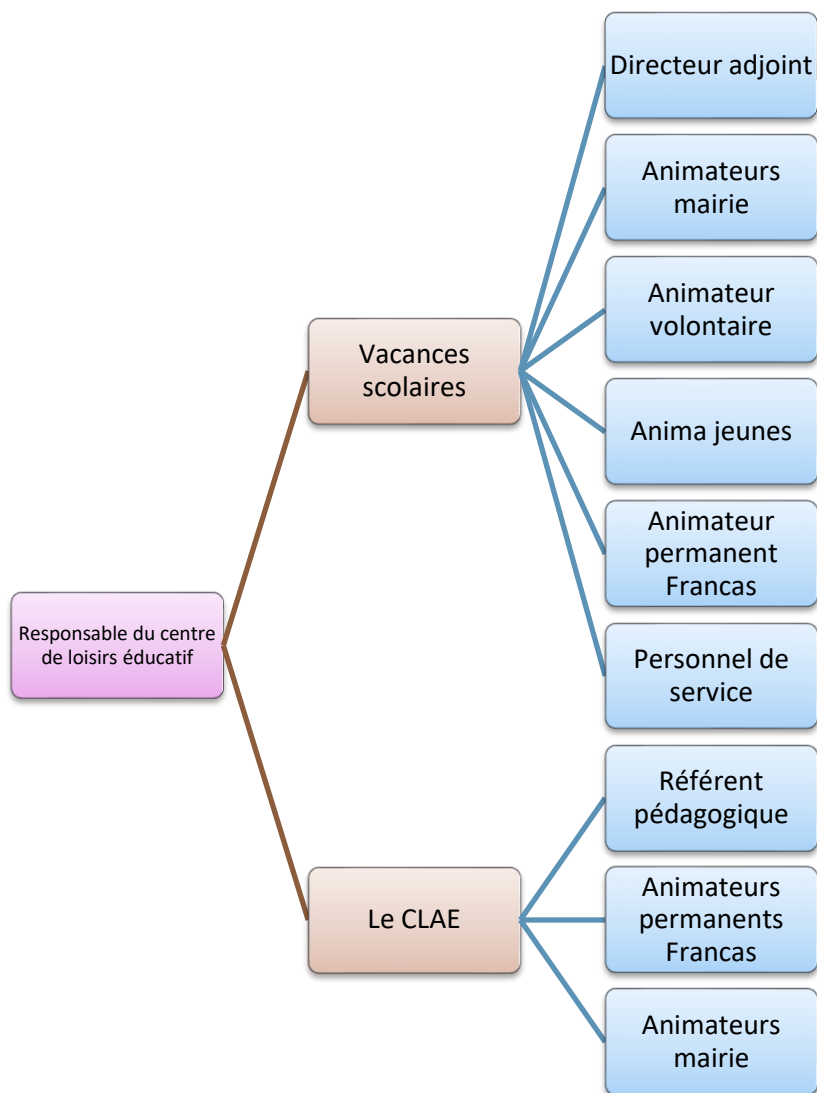 Directeur adjoint
Animateurs
mairie
Animateur
volontaire
Vacances
scolaires
Anima jeunes
Animateur
permanent
Francas
Responsable du centre
de loisirs éducatif
Personnel de
service
Référent
pédagogique
Le CLAE
Animateurs
permanents
Francas
Animateurs
mairie